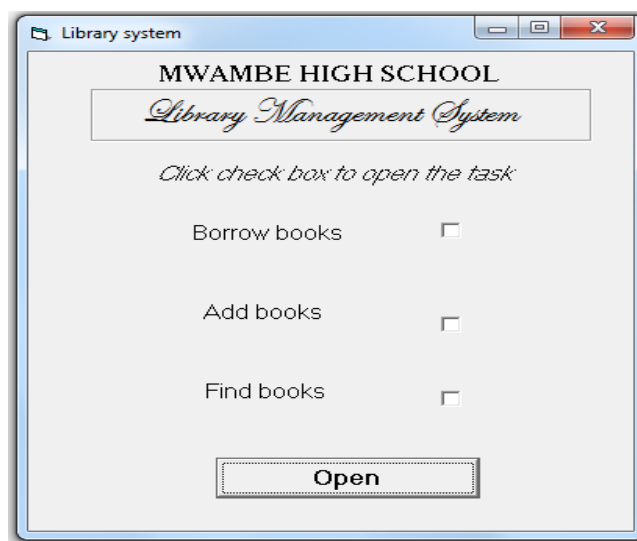 Library system
MWAMBE HIGH SCHOOL
Library Management System
Click check box to open the task
Borrow books
Add books
Find books
Open